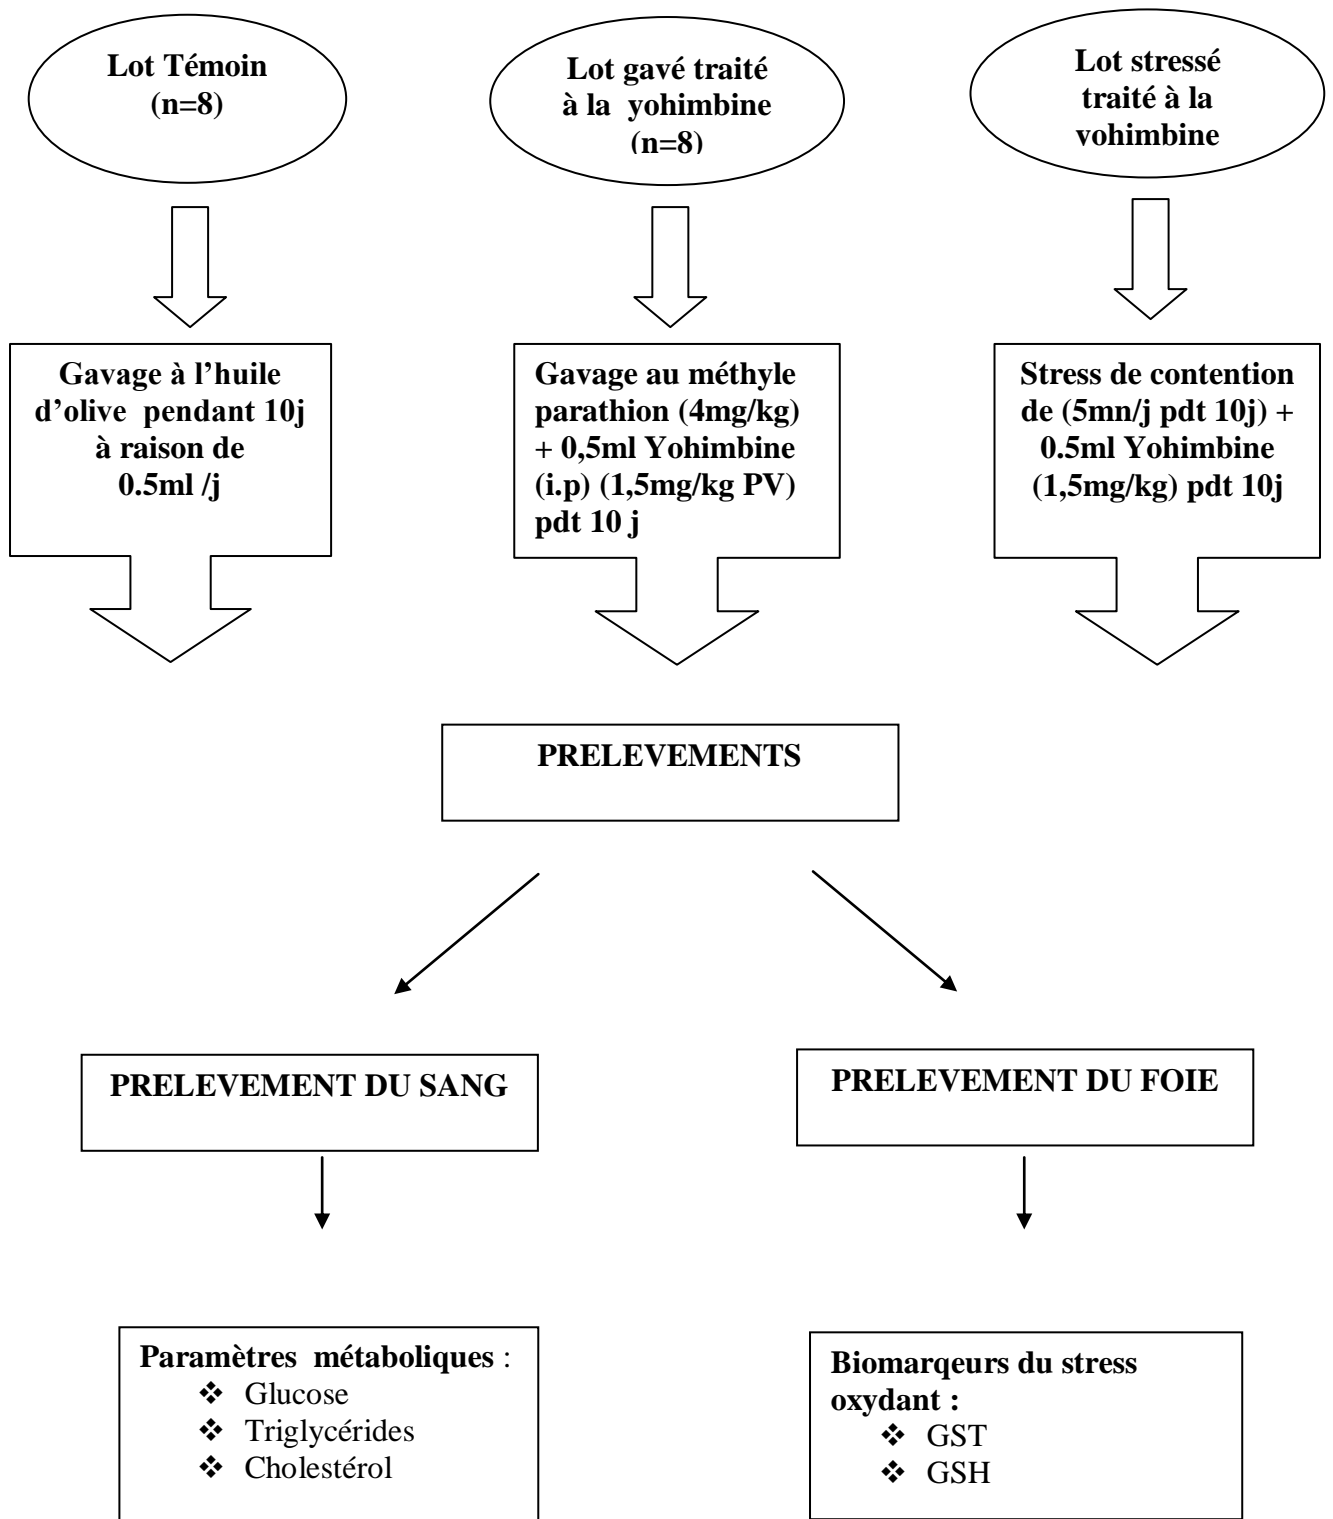 Lot Témoin
(n=8)
Lot gavé traité
à la yohimbine
(n=8)
Lot stressé
traité à la
yohimbine
Gavage à l’huile
d’olive pendant 10j
à raison de
0.5ml /j
Gavage au méthyle
parathion (4mg/kg)
+ 0,5ml Yohimbine
(i.p) (1,5mg/kg PV)
pdt 10 j
Stress de contention
de (5mn/j pdt 10j) +
0.5ml Yohimbine
(1,5mg/kg) pdt 10j
PRELEVEMENTS
PRELEVEMENT DU SANG
PRELEVEMENT DU FOIE
Paramètres métaboliques :
❖ Glucose
❖ Triglycérides
❖ Cholestérol
Biomarqeurs du stress
oxydant :
❖ GST
❖ GSH